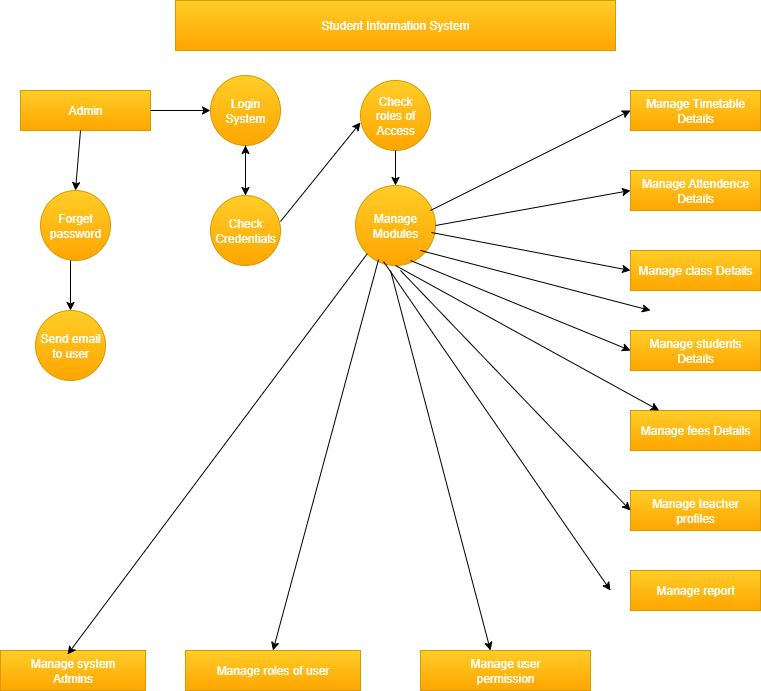 Student Information System
Admin
Login
System
Check
roles of
Access
Manage Timetable
Details
Manage Attendence
Details
Forget
password
Check
Credentials
Manage
Modules
Manage class Details
Send email
to user
Manage students
Details
Manage fees Details
Manage teacher
profiles
Manage report
Manage system
Admins
Manage roles of user
Manage user
permission